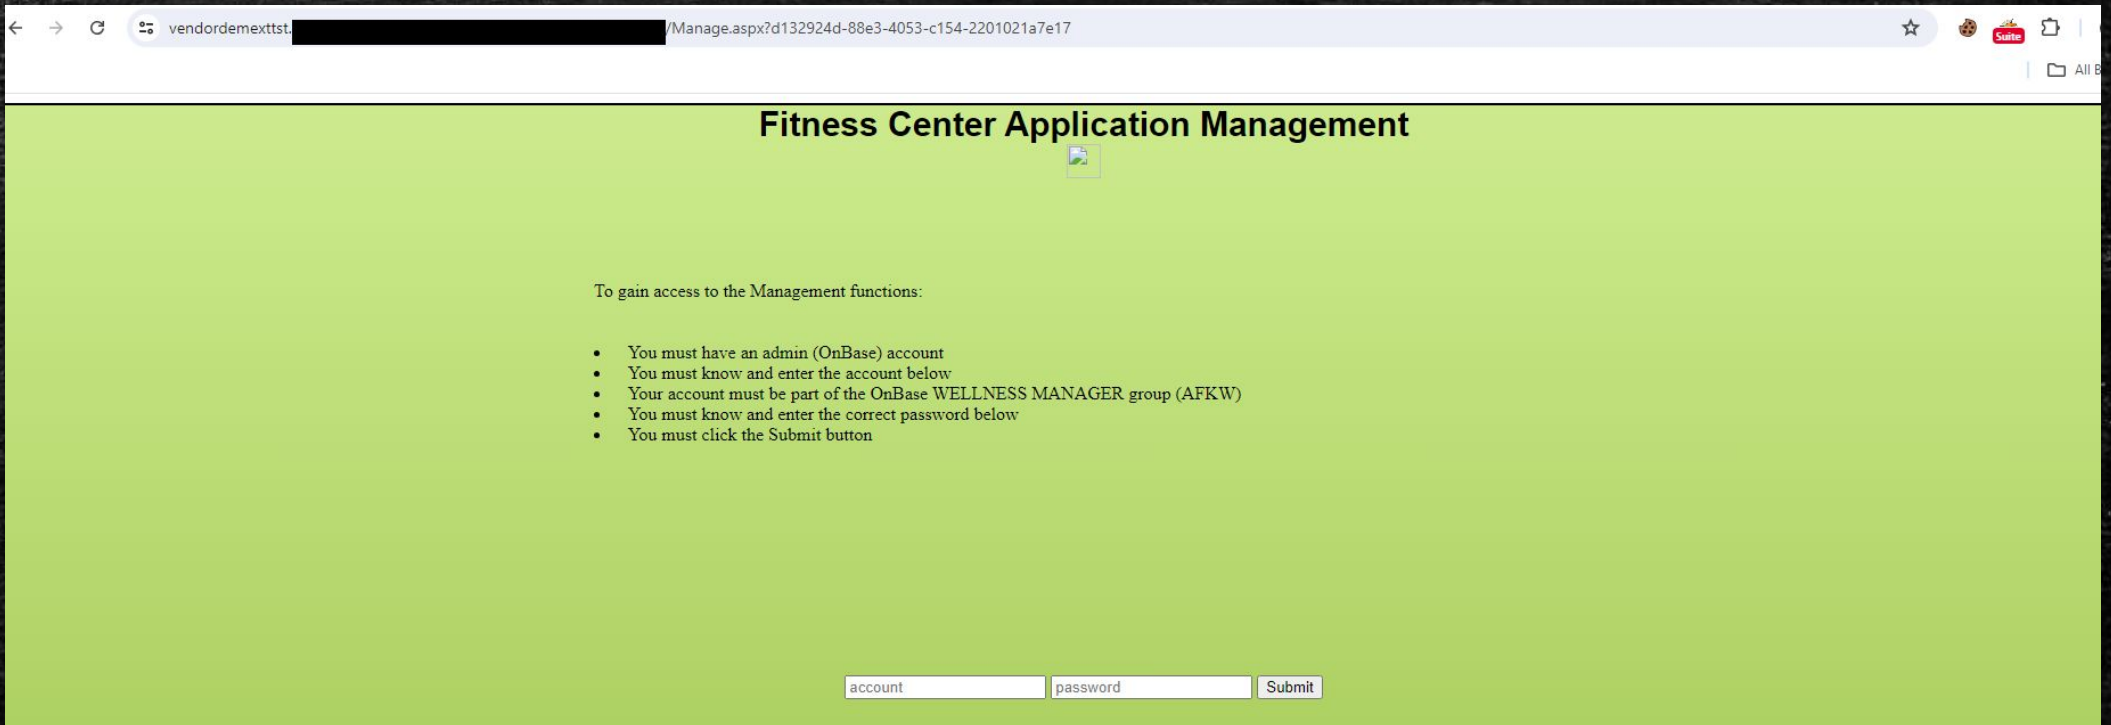 vendordemexttst. /Manage.aspx?d132924d-88e3-4053-c154-2201021a7e17
Suite
All B
Fitness Center Application Management
To gain access to the Management functions:
• You must have an admin (OnBase) account
• You must know and enter the account below
• Your account must be part of the OnBase WELLNESS MANAGER group (AFKW)
• You must know and enter the correct password below
• You must click the Submit button
account password Submit